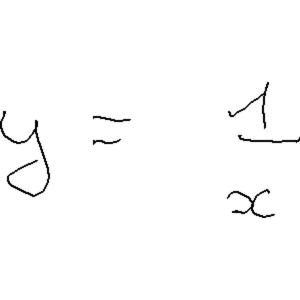 y = 1/x